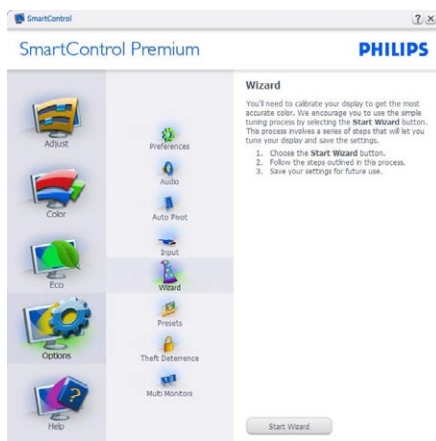 SmartControl
SmartControl Premium
PHILIPS
Adjust
Color
Eco
Options
Help
Preferences
Audio
Auto Pivot
Input
Wizard
Presets
Theft Deterrence
Multi Monitors
Wizard
You'll need to calibrate your display to get the most
accurate color. We encourage you to use the simple
tuning process by selecting the Start Wizard button.
This process involves a series of steps that will let you
tune your display and save the settings.
1. Choose the Start Wizard button.
2. Follow the steps outlined in this process.
3. Save your settings for future use.
Start Wizard